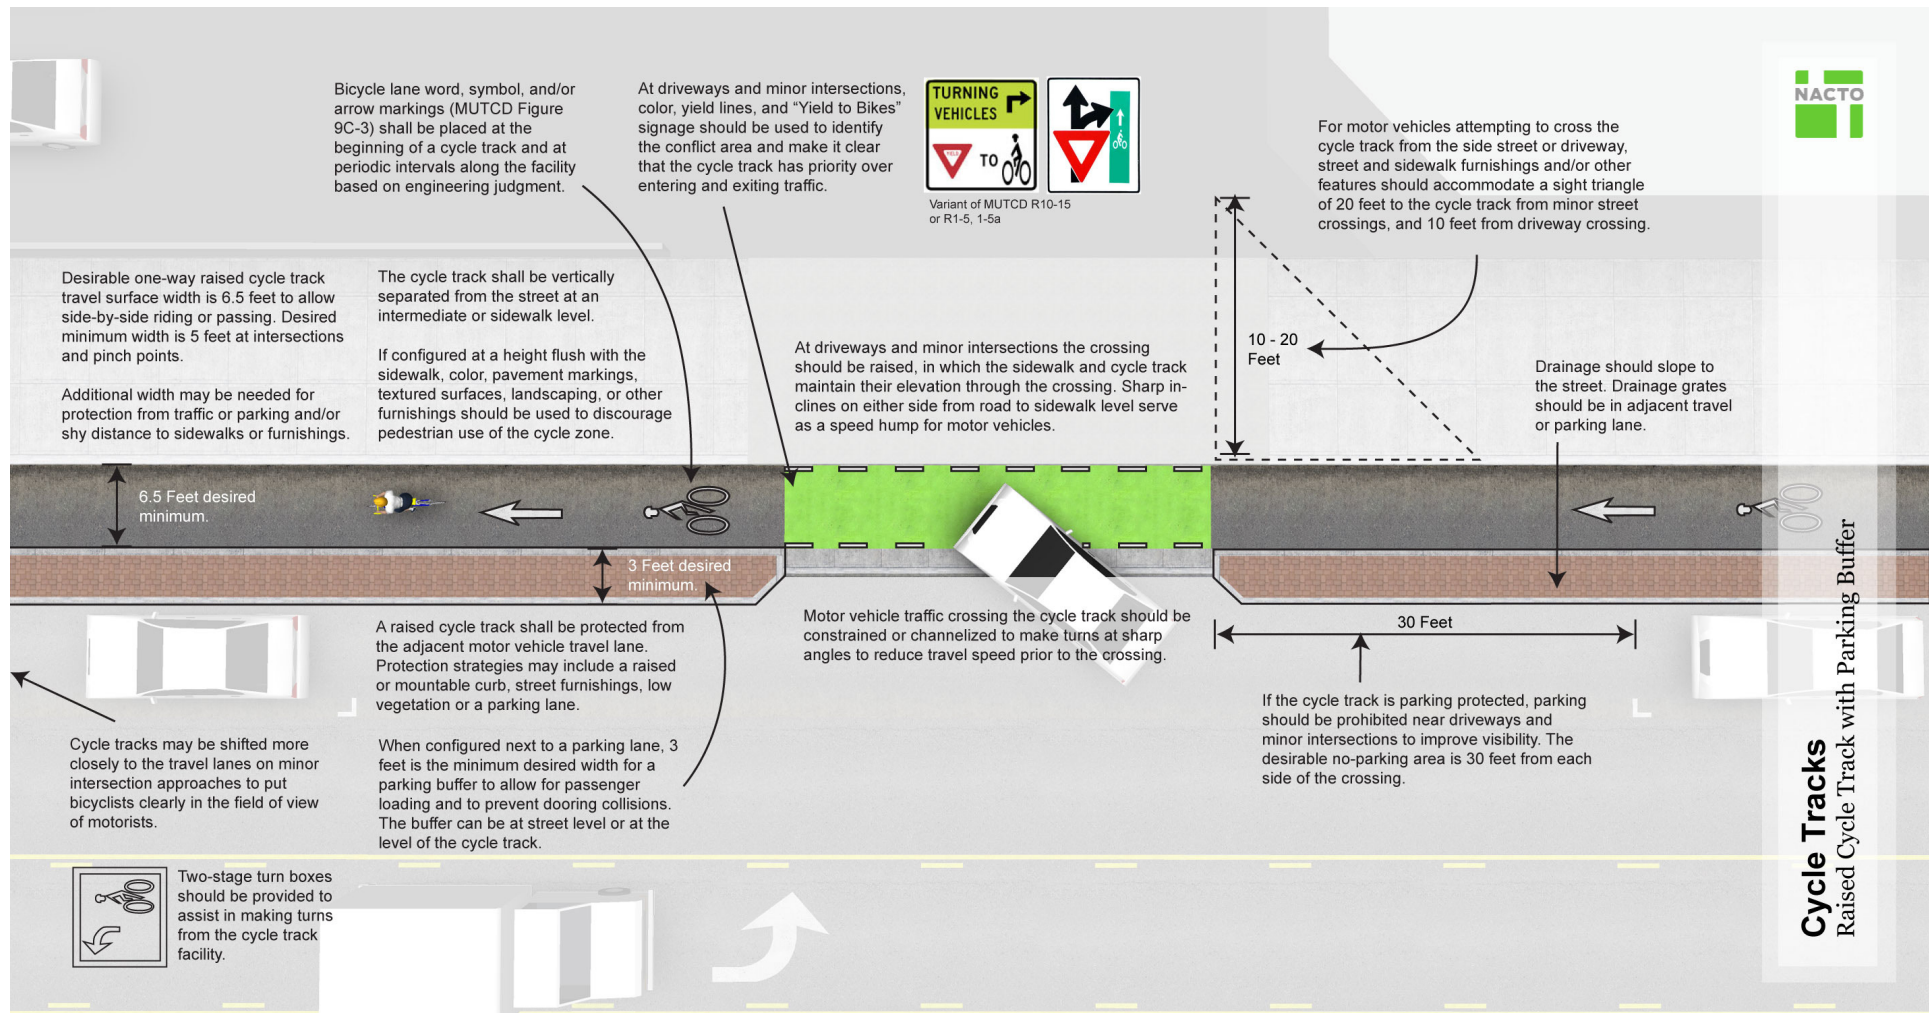 Bicycle lane word, symbol, and/or
arrow markings (MUTCD Figure
9C-3) shall be placed at the
beginning of a cycle track and at
periodic intervals along the facility
based on engineering judgment.
At driveways and minor intersections,
color, yield lines, and “Yield to Bikes”
signage should be used to identify
the conflict area and make it clear
that the cycle track has priority over
entering and exiting traffic.
TURNING
VEHICLES
YIELD
TO
Variant of MUTCD R10-15
or R1-5, 1-5a
For motor vehicles attempting to cross the
cycle track from the side street or driveway,
street and sidewalk furnishings and/or other
features should accommodate a sight triangle
of 20 feet to the cycle track from minor street
crossings, and 10 feet from driveway crossing.
NACTO
Desirable one-way raised cycle track
travel surface width is 6.5 feet to allow
side-by-side riding or passing. Desired
minimum width is 5 feet at intersections
and pinch points.
Additional width may be needed for
protection from traffic or parking and/or
shy distance to sidewalks or furnishings.
The cycle track shall be vertically
separated from the street at an
intermediate or sidewalk level.
If configured at a height flush with the
sidewalk, color, pavement markings,
textured surfaces, landscaping, or other
furnishings should be used to discourage
pedestrian use of the cycle zone.
At driveways and minor intersections the crossing
should be raised, in which the sidewalk and cycle track
maintain their elevation through the crossing. Sharp in-
clines on either side from road to sidewalk level serve
as a speed hump for motor vehicles.
10 - 20
Feet
Drainage should slope to
the street. Drainage grates
should be in adjacent travel
or parking lane.
6.5 Feet desired
minimum.
3 Feet desired
minimum.
A raised cycle track shall be protected from
the adjacent motor vehicle travel lane.
Protection strategies may include a raised
or mountable curb, street furnishings, low
vegetation or a parking lane.
When configured next to a parking lane, 3
feet is the minimum desired width for a
parking buffer to allow for passenger
loading and to prevent dooring collisions.
The buffer can be at street level or at the
level of the cycle track.
Motor vehicle traffic crossing the cycle track should be
constrained or channelized to make turns at sharp
angles to reduce travel speed prior to the crossing.
30 Feet
If the cycle track is parking protected, parking
should be prohibited near driveways and
minor intersections to improve visibility. The
desirable no-parking area is 30 feet from each
side of the crossing.
Cycle tracks may be shifted more
closely to the travel lanes on minor
intersection approaches to put
bicyclists clearly in the field of view
of motorists.
Two-stage turn boxes
should be provided to
assist in making turns
from the cycle track
facility.
Cycle Tracks
Raised Cycle Track with Parking Buffer